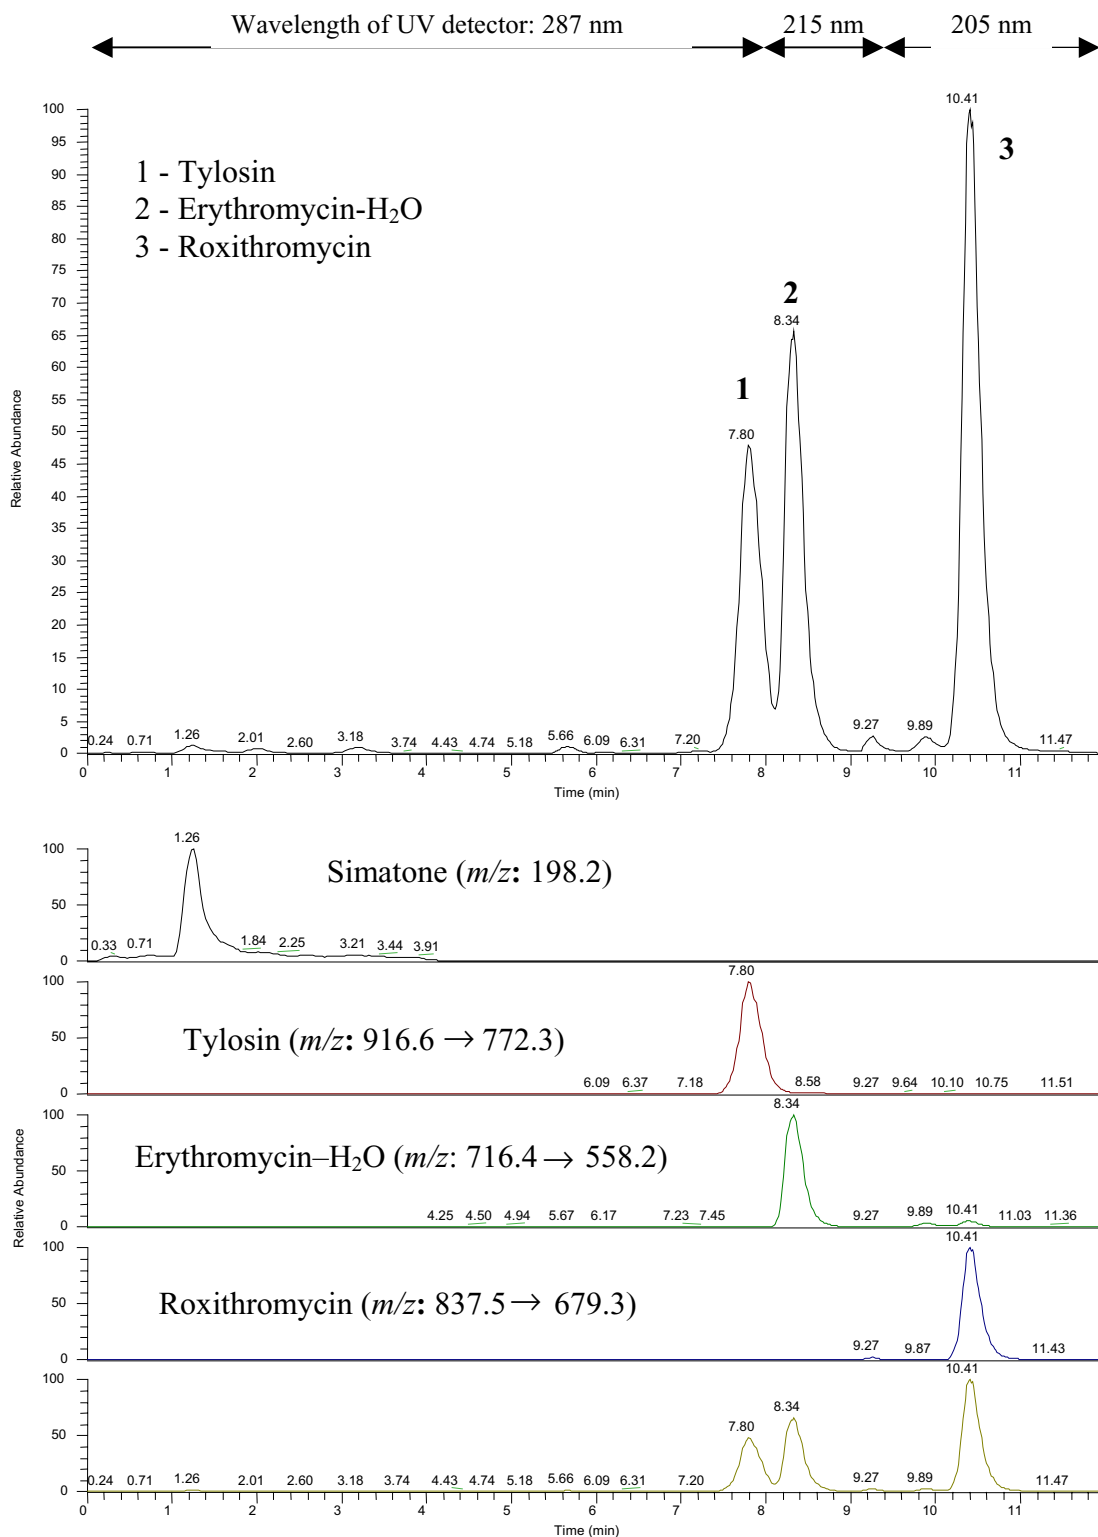 Wavelength of UV detector: 287 nm 215 nm 205 nm
10.41
100
3
95
1 - Tylosin
90
2 - Erythromycin-H₂O
85
3 - Roxithromycin
80
75
70
2
8.34
65
60
55
1
50
7.80
45
40
35
30
25
20
15
10
5
0.24 0.71 1.26 2.01 2.60 3.18 3.74 4.43 4.74 5.18 5.66 6.09 6.31 7.20 9.27 9.89 11.47
0
0 1 2 3 4 5 6 7 8 9 10 11
Time (min)
Relative Abundance
1.26
100
Simatone (m/z: 198.2)
50
0.33 0.71 1.84 2.25 3.21 3.44 3.91
0
7.80
100
Tylosin (m/z: 916.6 → 772.3)
50
6.09 6.37 7.18 8.58 9.27 9.64 10.10 10.75 11.51
0
8.34
100
Erythromycin–H₂O (m/z: 716.4 → 558.2)
50
4.25 4.50 4.94 5.67 6.17 7.23 7.45 9.27 9.89 10.41 11.03 11.36
0
10.41
100
Roxithromycin (m/z: 837.5 → 679.3)
50
9.27 9.87 11.43
0
10.41
100
7.80 8.34
50
0.24 0.71 1.26 2.01 2.60 3.18 3.74 4.43 4.74 5.18 5.66 6.09 6.31 7.20 9.27 9.89 11.47
0
0 1 2 3 4 5 6 7 8 9 10 11
Time (min)
Relative Abundance